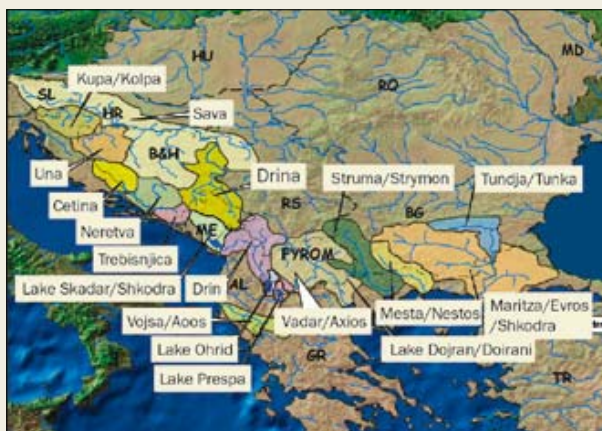 HU
MD
RO
SL
Kupa/Kolpa
HR
Sava
B&H
Una
Drina
Struma/Strymon
Tundja/Tunka
Cetina
RS
BG
Neretva
ME
Trebisnjica
FYROM
Lake Skadar/Shkodra
Drin
AL
Vojsa/Aoos
Vadar/Axios
Mesta/Nestos
Maritza/Evros
/Shkodra
Lake Ohrid
Lake Dojran/Doirani
Lake Prespa
GR
TR